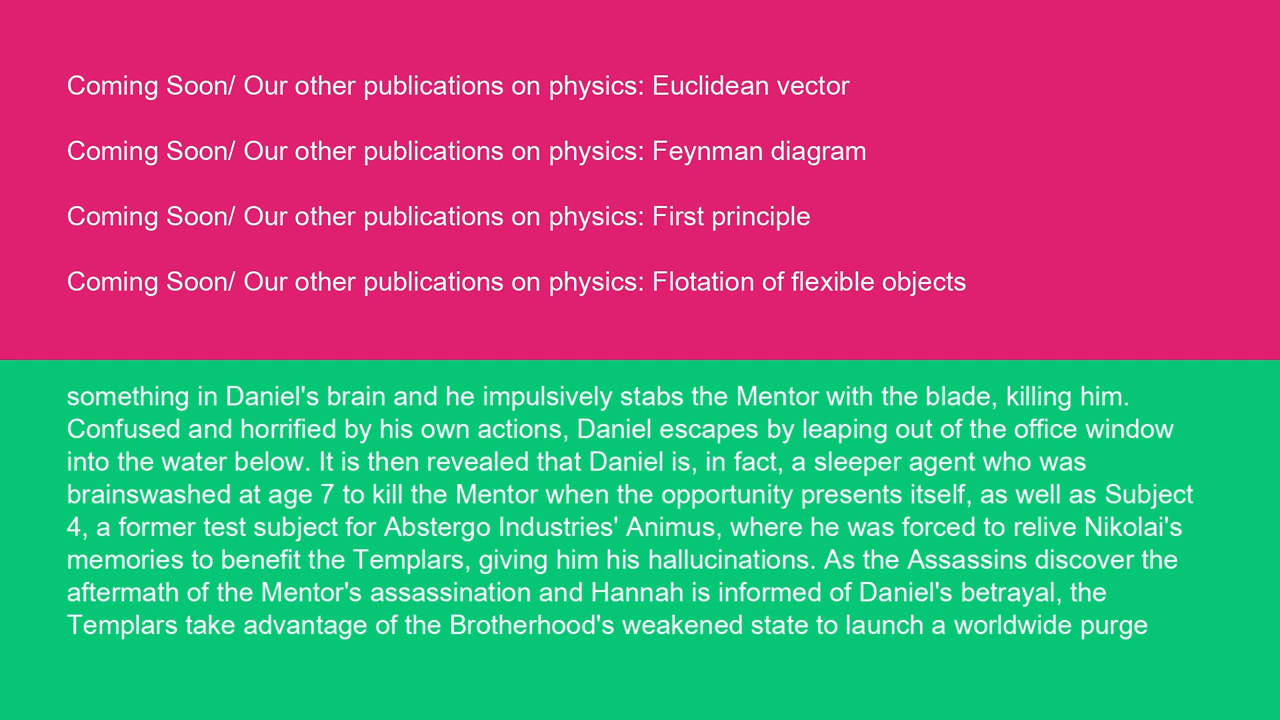 Coming Soon/ Our other publications on physics: Euclidean vector
Coming Soon/ Our other publications on physics: Feynman diagram
Coming Soon/ Our other publications on physics: First principle
Coming Soon/ Our other publications on physics: Flotation of flexible objects
something in Daniel's brain and he impulsively stabs the Mentor with the blade, killing him.
Confused and horrified by his own actions, Daniel escapes by leaping out of the office window
into the water below. It is then revealed that Daniel is, in fact, a sleeper agent who was
brainswashed at age 7 to kill the Mentor when the opportunity presents itself, as well as Subject
4, a former test subject for Abstergo Industries' Animus, where he was forced to relive Nikolai's
memories to benefit the Templars, giving him his hallucinations. As the Assassins discover the
aftermath of the Mentor's assassination and Hannah is informed of Daniel's betrayal, the
Templars take advantage of the Brotherhood's weakened state to launch a worldwide purge